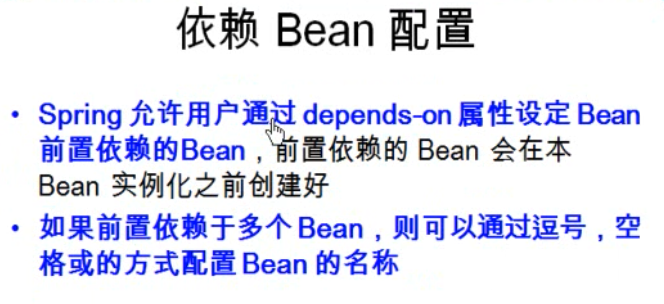 依赖 Bean 配置
• Spring 允许用户通过 depends-on 属性设定 Bean
前置依赖的Bean，前置依赖的 Bean 会在本
Bean 实例化之前创建好
• 如果前置依赖于多个 Bean，则可以通过逗号，空
格或的方式配置 Bean 的名称